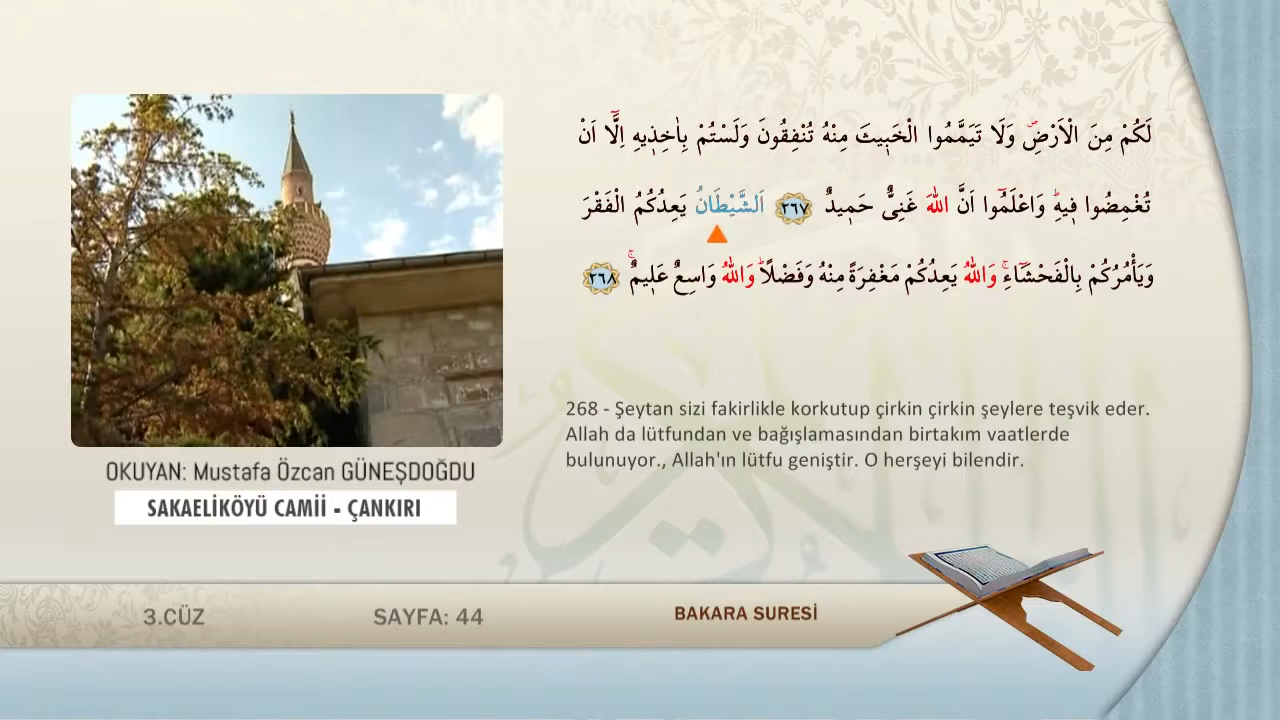 لَكُمْ مِنَ الْاَرْضِۖ وَلَا تَيَمَّمُوا الْخَب۪يثَ مِنْهُ تُنْفِقُونَ وَلَسْتُمْ بِاٰخِذ۪يهِ اِلَّٓا اَنْ
تُغْمِضُوا ف۪يهِۜ وَاعْلَمُٓوا اَنَّ اللّٰهَ غَنِيٌّ حَم۪يدٌ ٢٦٧ اَلشَّيْطَانُ يَعِدُكُمُ الْفَقْرَ
وَيَأْمُرُكُمْ بِالْفَحْشَٓاءِۚ وَاللّٰهُ يَعِدُكُمْ مَغْفِرَةً مِنْهُ وَفَضْلًاۜ وَاللّٰهُ وَاسِعٌ عَل۪يمٌۚ ٢٦٨
268 - Şeytan sizi fakirlikle korkutup çirkin çirkin şeylere teşvik eder.
Allah da lütfundan ve bağışlamasından birtakım vaatlerde
bulunuyor., Allah'ın lütfu geniştir. O herşeyi bilendir.
OKUYAN: Mustafa Özcan GÜNEŞDOĞDU
SAKAELİKÖYÜ CAMİİ - ÇANKIRI
3.CÜZ
SAYFA: 44
BAKARA SURESİ